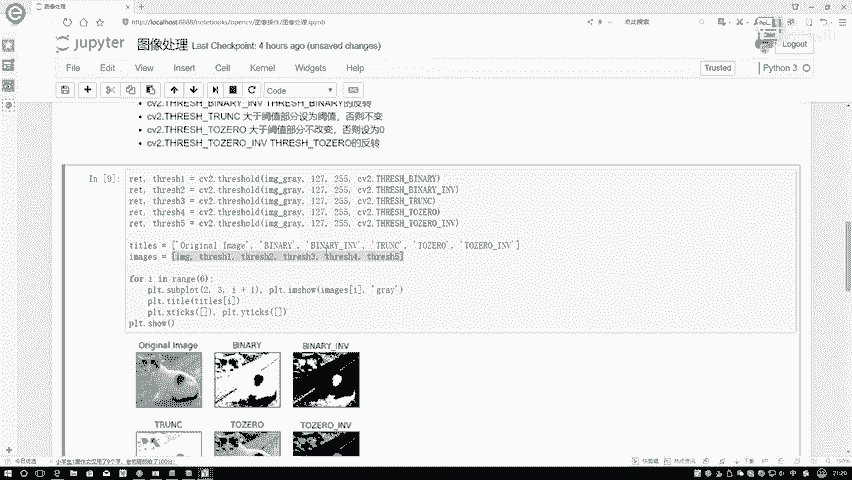 图像处理
http://localhost:8888/notebooks/opencv/图像操作/图像处理.ipynb
点此搜索
jupyter 图像处理 Last Checkpoint: 4 hours ago (unsaved changes)
Logout
File Edit View Insert Cell Kernel Widgets Help
Trusted
Python 3
Code
cv2.THRESH_BINARY_INV THRESH_BINARY的反转
cv2.THRESH_TRUNC 大于阈值部分设为阈值，否则不变
cv2.THRESH_TOZERO 大于阈值部分不改变，否则设为0
cv2.THRESH_TOZERO_INV THRESH_TOZERO的反转
In [9]:
ret, thresh1 = cv2.threshold(img_gray, 127, 255, cv2.THRESH_BINARY)
ret, thresh2 = cv2.threshold(img_gray, 127, 255, cv2.THRESH_BINARY_INV)
ret, thresh3 = cv2.threshold(img_gray, 127, 255, cv2.THRESH_TRUNC)
ret, thresh4 = cv2.threshold(img_gray, 127, 255, cv2.THRESH_TOZERO)
ret, thresh5 = cv2.threshold(img_gray, 127, 255, cv2.THRESH_TOZERO_INV)
titles = ['Original Image', 'BINARY', 'BINARY_INV', 'TRUNC', 'TOZERO', 'TOZERO_INV']
images = [img, thresh1, thresh2, thresh3, thresh4, thresh5]
for i in range(6):
plt.subplot(2, 3, i + 1), plt.imshow(images[i], 'gray')
plt.title(titles[i])
plt.xticks([]), plt.yticks([])
plt.show()
Original Image BINARY BINARY_INV
TRUNC TOZERO TOZERO_INV
21:20